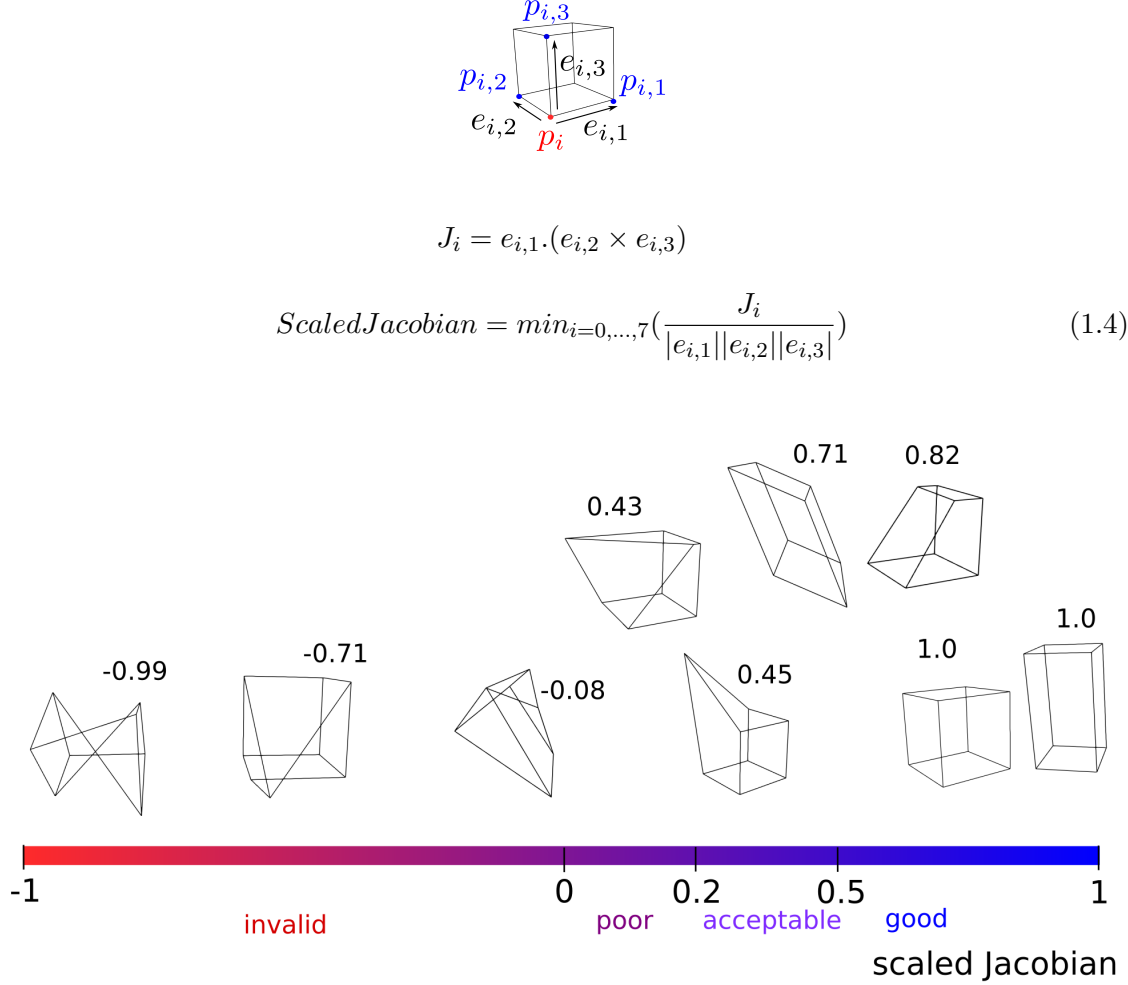 p_{i,3}
e_{i,3}
p_{i,2} p_{i,1}
e_{i,2} e_{i,1}
p_i
J_i = e_{i,1}.(e_{i,2} × e_{i,3})
ScaledJacobian = min_{i=0,...,7}(\frac{J_i}{|e_{i,1}||e_{i,2}||e_{i,3}|}) (1.4)
0.71 0.82
0.43
1.0
-0.99 -0.71 -0.08 0.45 1.0
-1 0 0.2 0.5 1
invalid poor acceptable good
scaled Jacobian